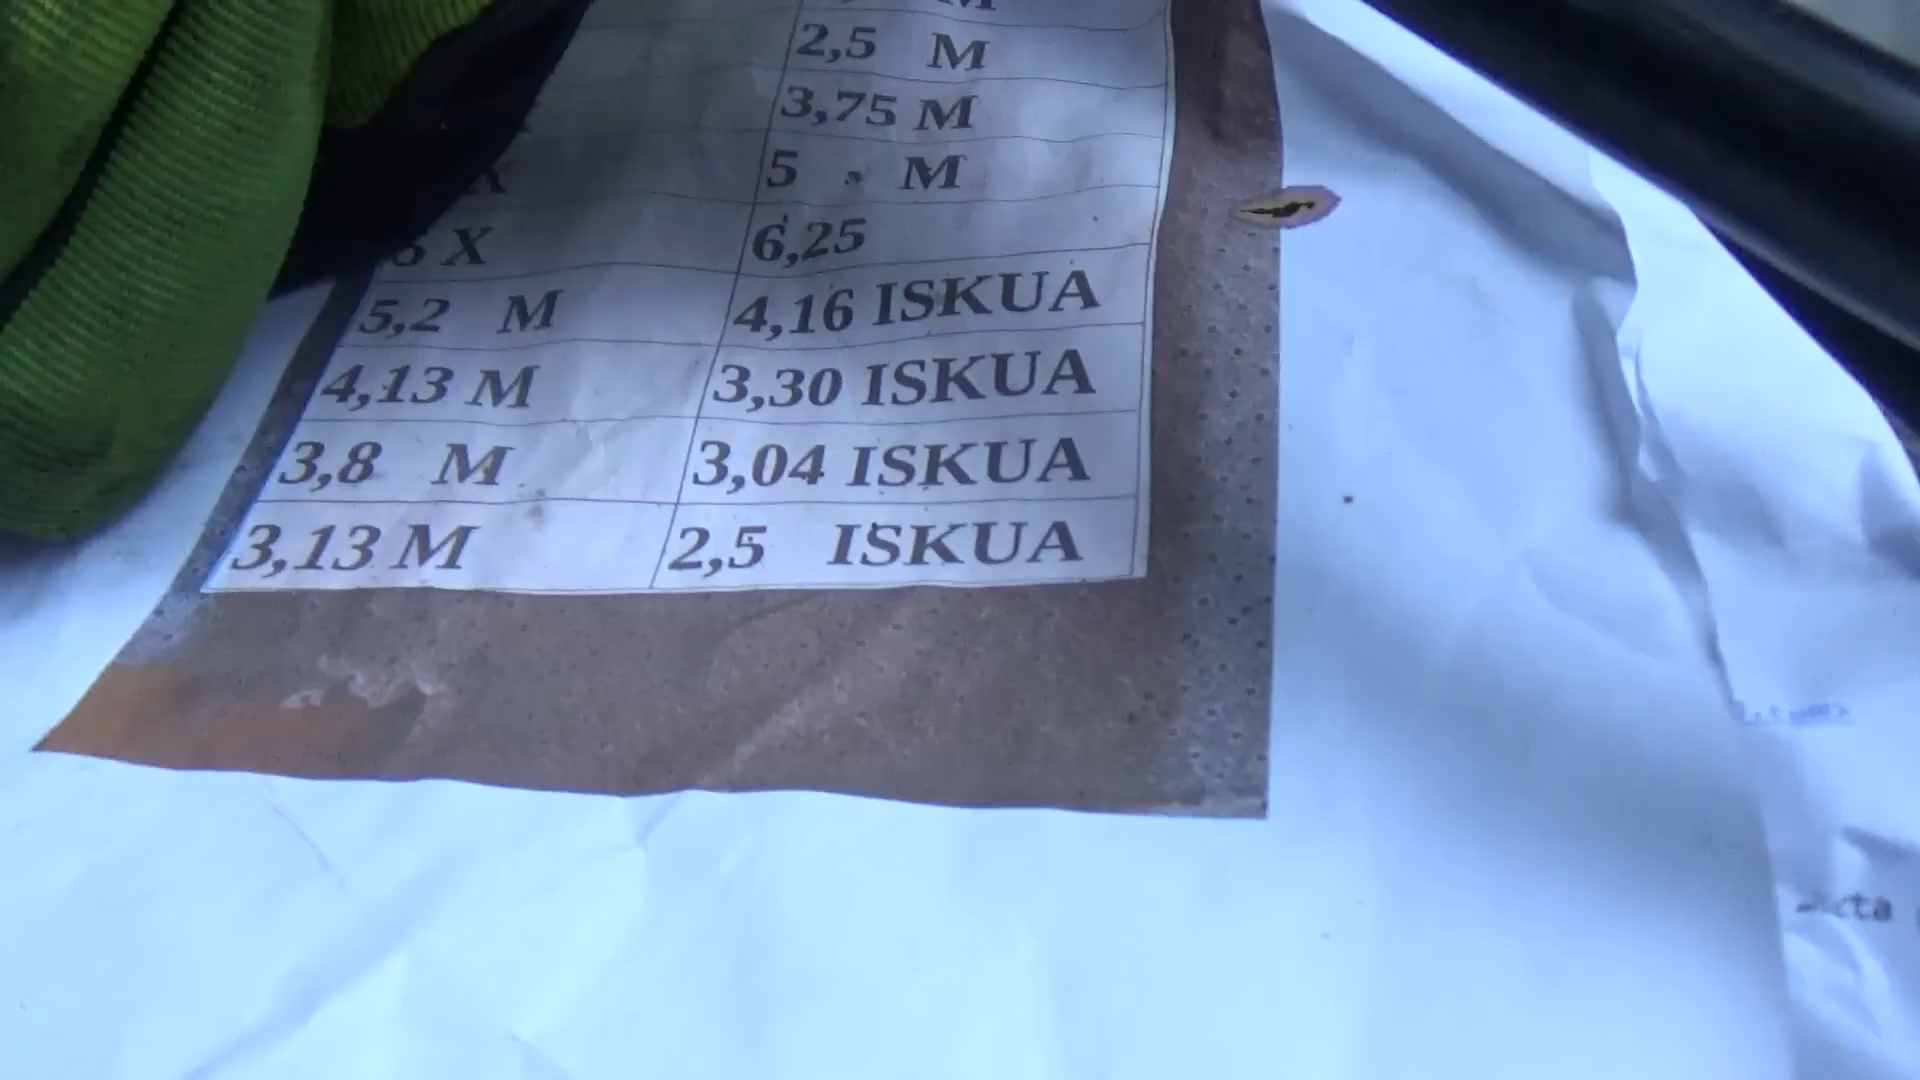 2,5 M
3,75 M
5 M
X
X 6,25
5,2 M 4,16 ISKUA
4,13 M 3,30 ISKUA
3,8 M 3,04 ISKUA
3,13 M 2,5 ISKUA